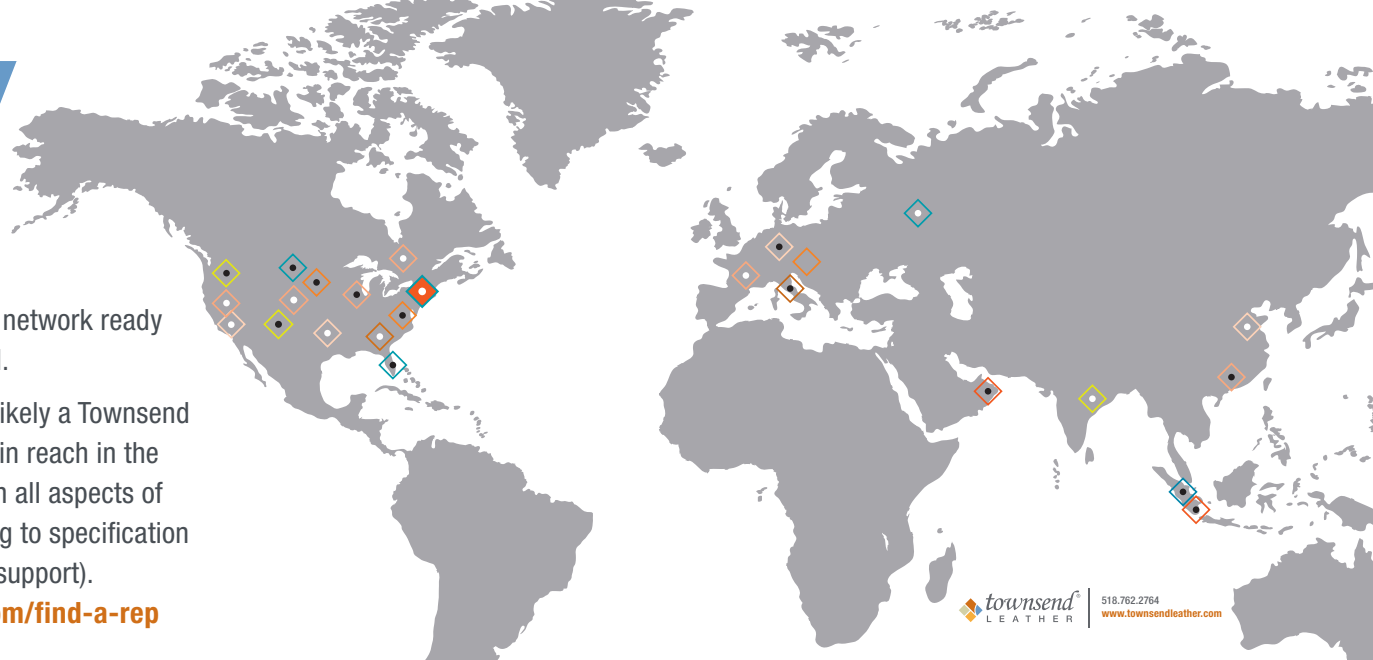 network ready
.
ikely a Townsend
in reach in the
all aspects of
g to specification
support).
m/find-a-rep
townsend®
LEATHER
518.762.2764
www.townsendleather.com